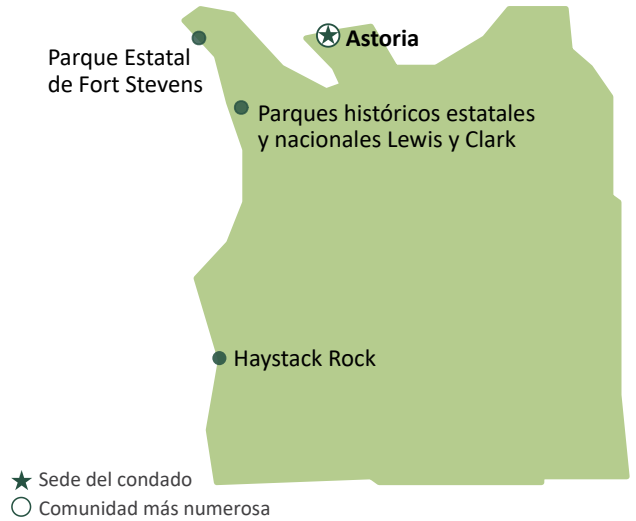 Astoria
Parque Estatal
de Fort Stevens
Parques históricos estatales
y nacionales Lewis y Clark
Haystack Rock
Sede del condado
Comunidad más numerosa